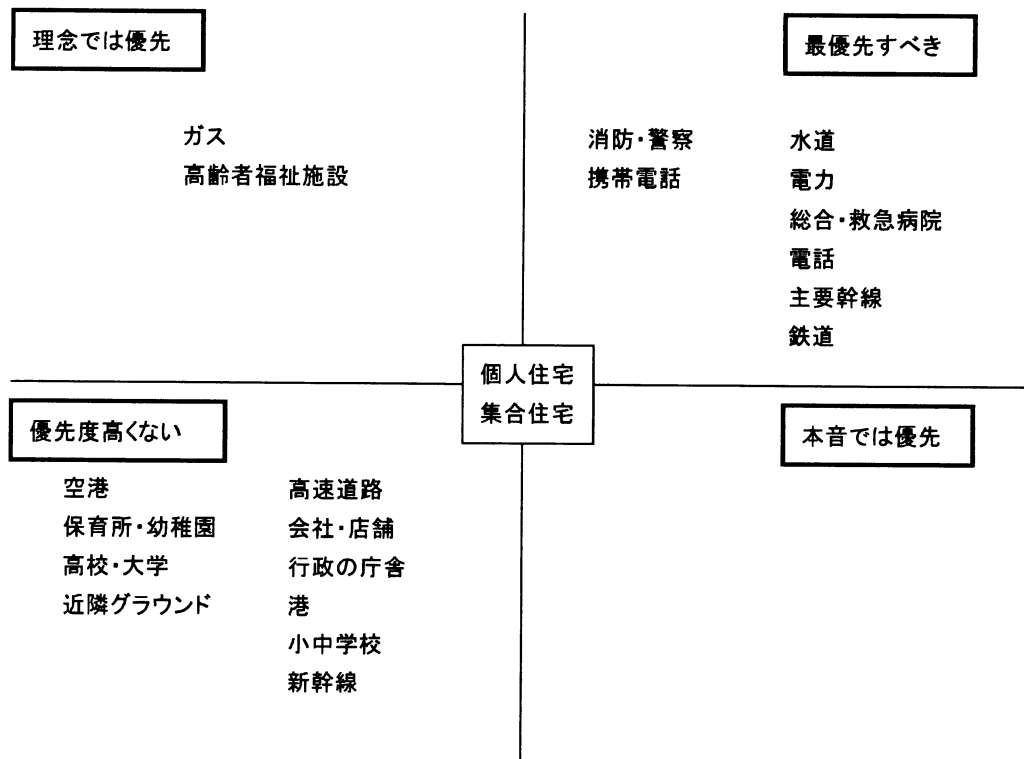 理念では優先
ガス
高齢者福祉施設
最優先すべき
消防・警察
携帯電話
水道
電力
総合・救急病院
電話
主要幹線
鉄道
個人住宅
集合住宅
優先度高くない
空港
保育所・幼稚園
高校・大学
近隣グラウンド
高速道路
会社・店舗
行政の庁舎
港
小中学校
新幹線
本音では優先